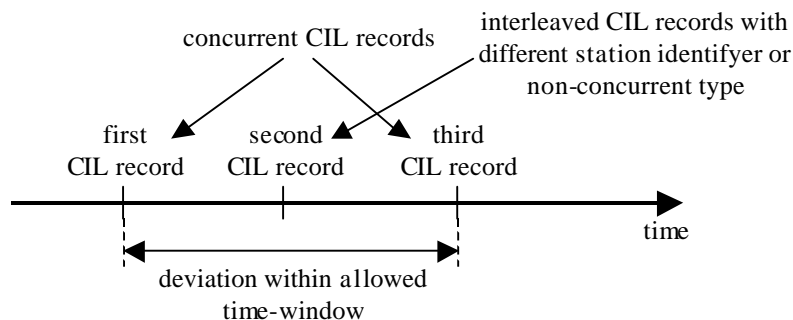 concurrent CIL records
interleaved CIL records with
different station identifyer or
non-concurrent type
first
CIL record
second
CIL record
third
CIL record
time
deviation within allowed
time-window